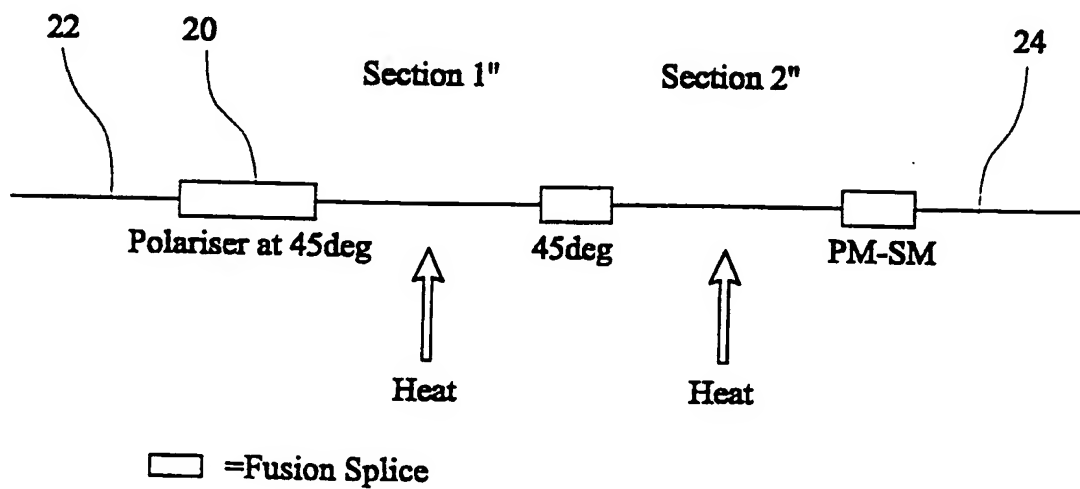 22
20
24
Section 1"
Section 2"
Polariser at 45deg
45deg
PM-SM
Heat
Heat
=Fusion Splice